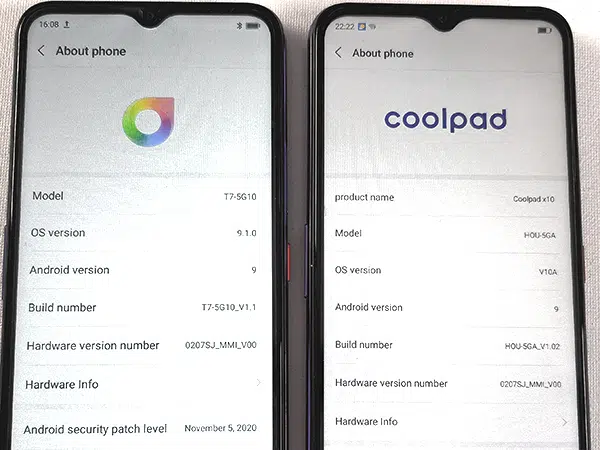 16:08
About phone
Model T7-5G10
OS version 9.1.0
Android version 9
Build number T7-5G10_V1.1
Hardware version number 0207SJ_MMI_V00
Hardware Info
Android security patch level November 5, 2020
22:22
About phone
coolpad
product name Coolpad x10
Model HOU-5GA
OS version V10A
Android version 9
Build number HOU-5GA_V1.02
Hardware version number 0207SJ_MMI_V00
Hardware Info